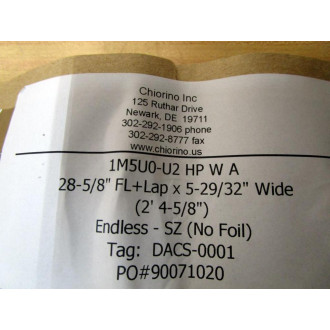 Chiorino Inc
125 Ruthar Drive
Newark, DE 19711
302-292-1906 phone
302-292-8777 fax
www.chiorino.us
1M5U0-U2 HP W A
28-5/8" FL+Lap x 5-29/32" Wide
(2' 4-5/8")
Endless - SZ (No Foil)
Tag: DACS-0001
PO#90071020